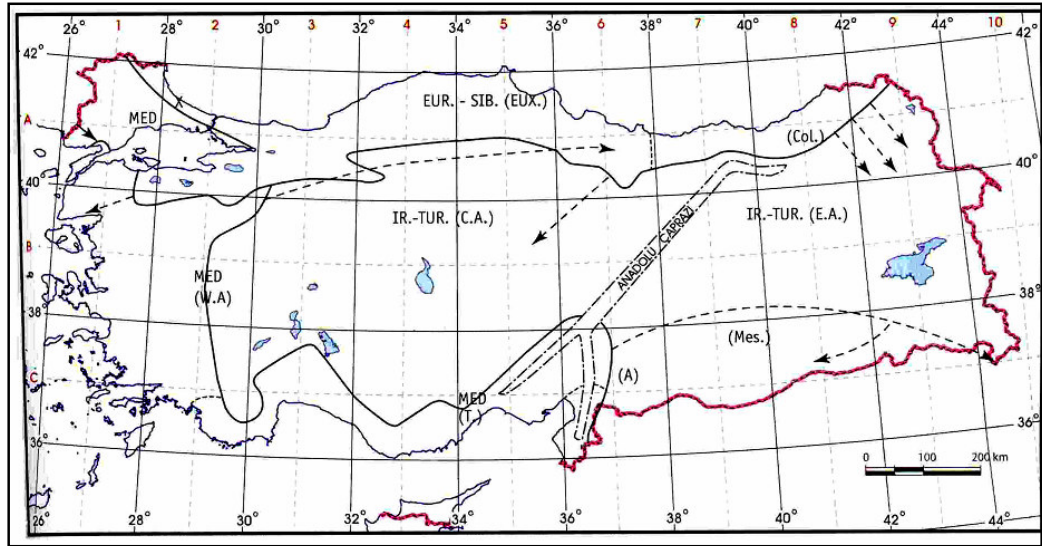 1 2 3 4 5 6 7 8 9 10
26° 28° 30° 32° 34° 36° 38° 40° 42° 44°
42° 42°
EUR. - SIB. (EUX.)
X
MED
A
(Col.)
40° 40°
IR.-TUR. (C.A.) IR.-TUR. (E.A.)
B
ANADOLU ÇAPRAZI
V
MED
(W.A)
38° 38°
(Mes.)
C
(A)
MED
(T.)
36° 36°
0 100 200 km
26° 28° 30° 32° 34° 36° 38° 40° 42° 44°